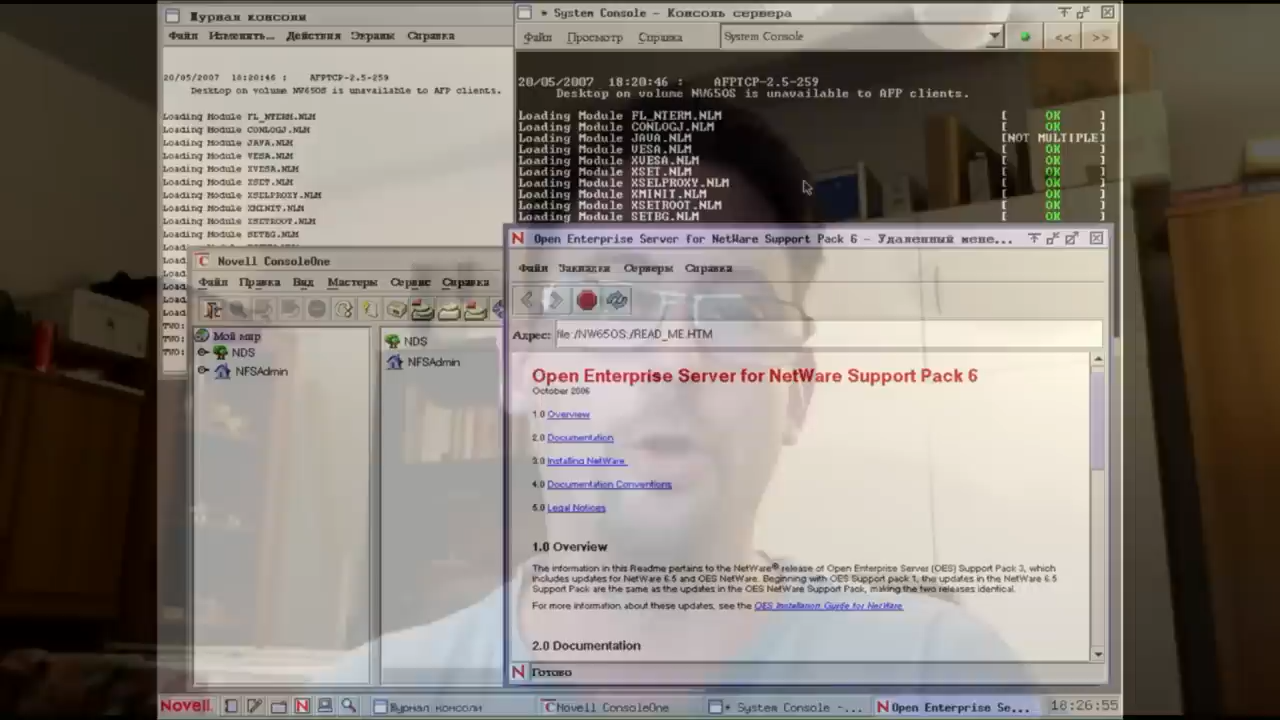 Журнал консоли
Файл Изменить... Действия Экраны Справка
20/05/2007 18:20:46 : AFPTCP-2.5-259
Desktop on volume NW65OS is unavailable to AFP clients.
Loading Module FL_NTERM.NLM
Loading Module CONLOGJ.NLM
Loading Module JAVA.NLM
Loading Module VESA.NLM
Loading Module XVESA.NLM
Loading Module XSET.NLM
Loading Module XSELPROXY.NLM
Loading Module XMINIT.NLM
Loading Module XSETROOT.NLM
Loading Module SETBG.NLM
Load
Load
Load
Load
TWO:
TWO:
* System Console - Консоль сервера
Файл Просмотр Справка System Console << >>
20/05/2007 18:20:46 : AFPTCP-2.5-259
Desktop on volume NW65OS is unavailable to AFP clients.
Loading Module FL_NTERM.NLM [ OK ]
Loading Module CONLOGJ.NLM [ OK ]
Loading Module JAVA.NLM [NOT MULTIPLE]
Loading Module VESA.NLM [ OK ]
Loading Module XVESA.NLM [ OK ]
Loading Module XSET.NLM [ OK ]
Loading Module XSELPROXY.NLM [ OK ]
Loading Module XMINIT.NLM [ OK ]
Loading Module XSETROOT.NLM [ OK ]
Loading Module SETBG.NLM [ OK ]
Novell ConsoleOne
Файл Правка Вид Мастеры Сервис Справка
Мой мир
NDS
NFSAdmin
NDS
NFSAdmin
N Open Enterprise Server for NetWare Support Pack 6 - Удаленный мене...
Файл Закладка Серверы Справка
Адрес: file:/NW65OS:/READ_ME.HTM
Open Enterprise Server for NetWare Support Pack 6
October 2006
1.0 Overview
2.0 Documentation
3.0 Installing NetWare
4.0 Documentation Conventions
5.0 Legal Notices
1.0 Overview
The information in this Readme pertains to the NetWare® release of Open Enterprise Server (OES) Support Pack 3, which
includes updates for NetWare 6.5 and OES NetWare. Beginning with OES Support pack 1, the updates in the NetWare 6.5
Support Pack are the same as the updates in the OES NetWare Support Pack, making the two releases identical.
For more information about these updates, see the OES Installation Guide for NetWare
2.0 Documentation
N Готово
Novell. N Журнал консоли Novell ConsoleOne * System Console -... N Open Enterprise Se... 18:26:55